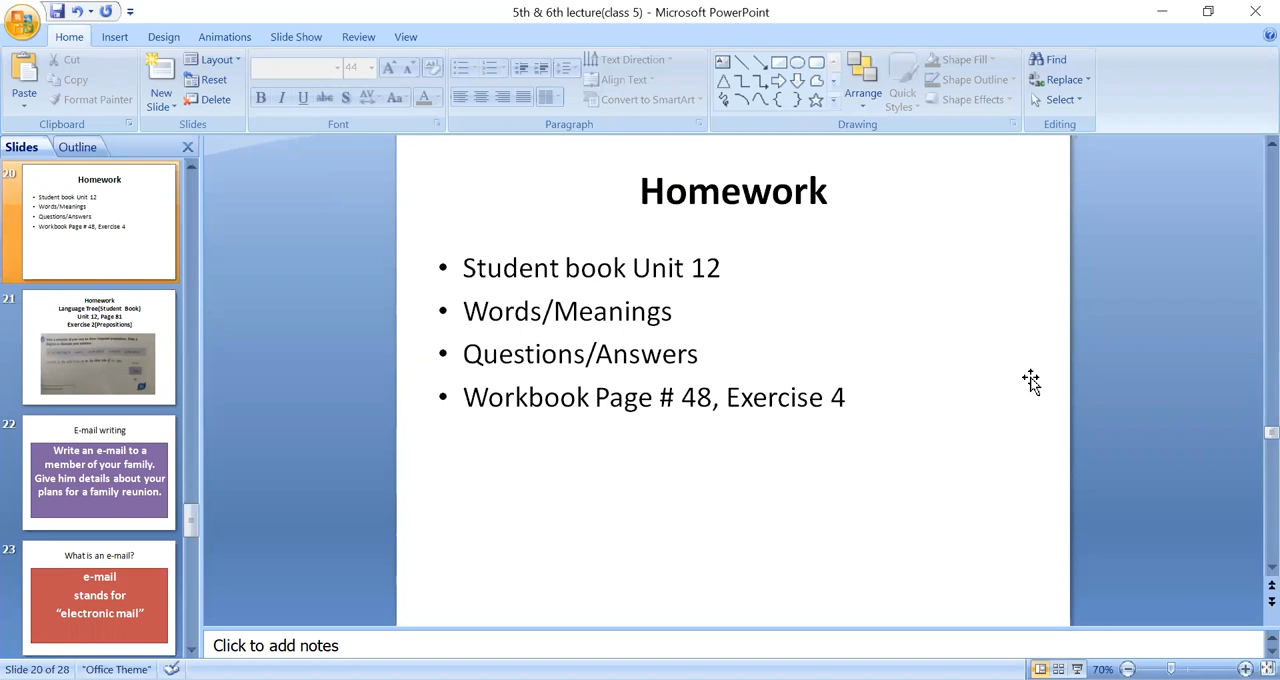 5th & 6th lecture(class 5) - Microsoft PowerPoint
Home Insert Design Animations Slide Show Review View
Paste
Cut
Copy
Format Painter
Clipboard
New Slide
Layout
Reset
Delete
Slides
44
B I U abc S AV Aa A
Font
Text Direction
Align Text
Convert to SmartArt
Paragraph
Arrange
Quick Styles
Shape Fill
Shape Outline
Shape Effects
Drawing
Find
Replace
Select
Editing
Slides Outline
20
Homework
• Student book Unit 12
• Words/Meanings
• Questions/Answers
• Workbook Page # 48, Exercise 4
21
Homework
Language Tree(Student Book)
Unit 12, Page 81
Exercise 2(Prepositions)
22
E-mail writing
Write an e-mail to a
member of your family.
Give him details about your
plans for a family reunion.
23
What is an e-mail?
e-mail
stands for
“electronic mail”
Homework
• Student book Unit 12
• Words/Meanings
• Questions/Answers
• Workbook Page # 48, Exercise 4
Click to add notes
Slide 20 of 28 "Office Theme" 70%